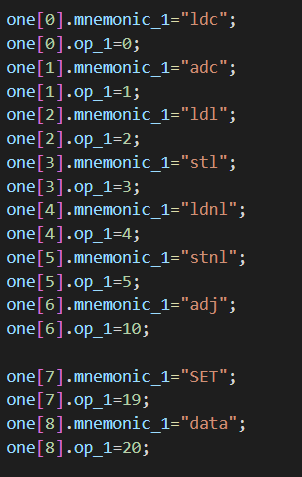 one[0].mnemonic_1="ldc";
one[0].op_1=0;
one[1].mnemonic_1="adc";
one[1].op_1=1;
one[2].mnemonic_1="ldl";
one[2].op_1=2;
one[3].mnemonic_1="stl";
one[3].op_1=3;
one[4].mnemonic_1="ldnl";
one[4].op_1=4;
one[5].mnemonic_1="stnl";
one[5].op_1=5;
one[6].mnemonic_1="adj";
one[6].op_1=10;

one[7].mnemonic_1="SET";
one[7].op_1=19;
one[8].mnemonic_1="data";
one[8].op_1=20;